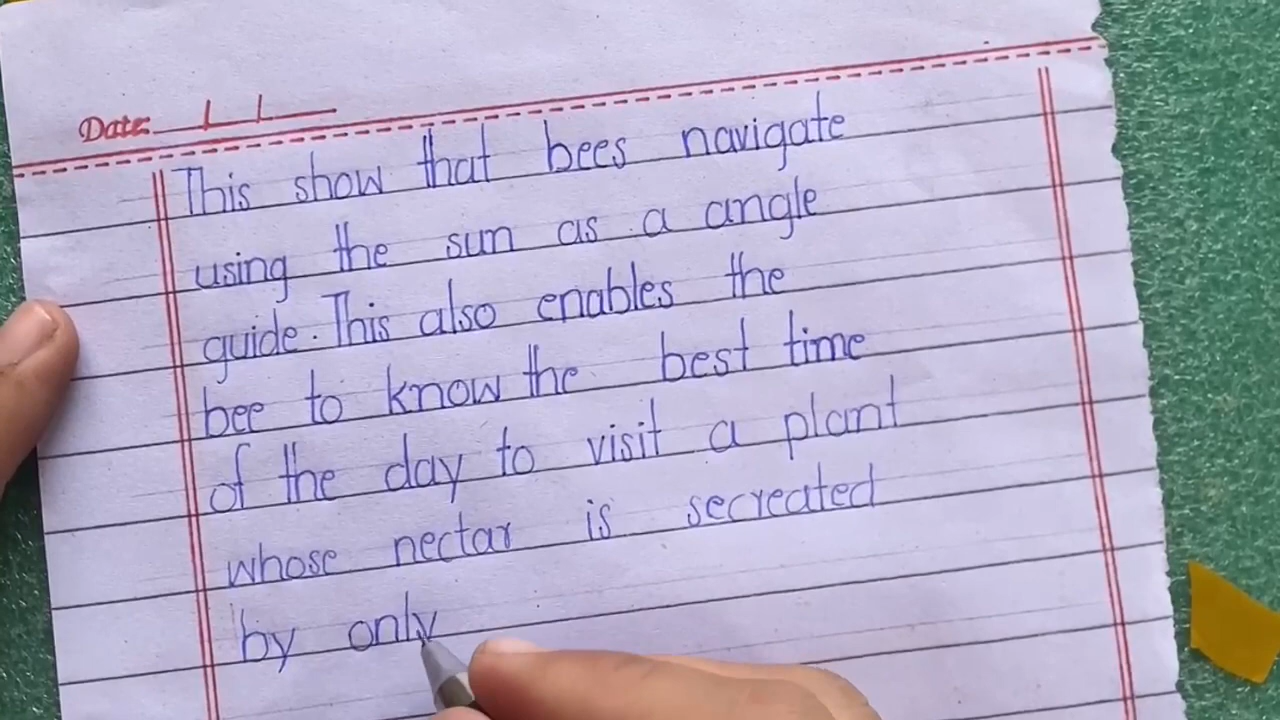 Date: / /
This show that bees navigate
using the sun as a angle
guide. This also enables the
bee to know the best time
of the day to visit a plant
whose nectar is secreated
by only